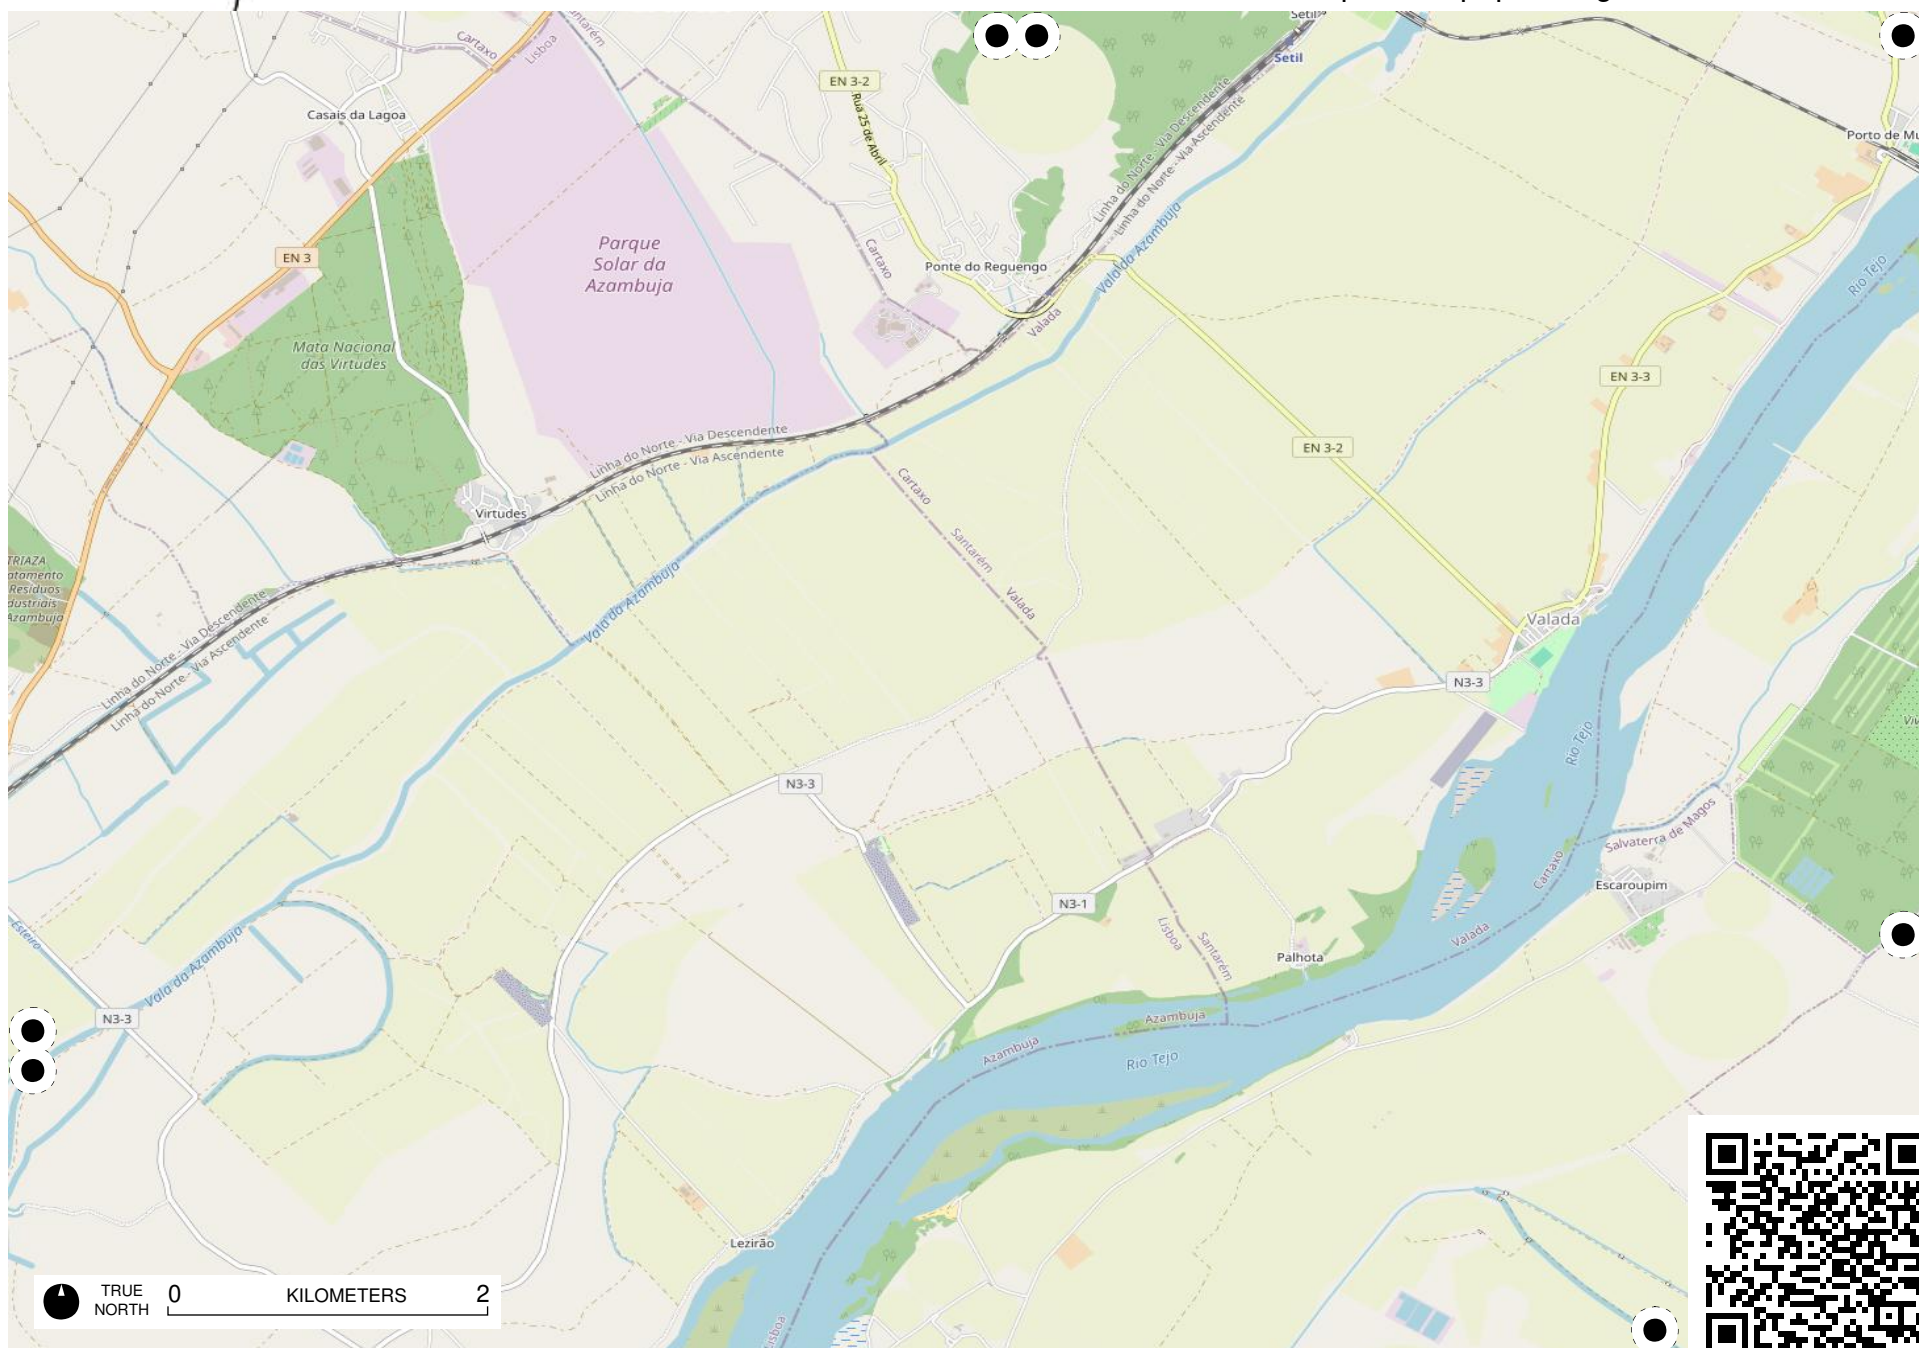 Setil
Cartaxo
Lisboa
Santarém
EN 3-2
Rua 25 de Abril
Setil
Casais da Lagoa
Linha do Norte - Via Descendente
Linha do Norte - Via Ascendente
Porto de Mu
Parque
Solar da
Azambuja
EN 3
Cartaxo
Ponte do Reguengo
Vala da Azambuja
Rio Tejo
Valada
Mata Nacional
das Virtudes
EN 3-3
Linha do Norte - Via Descendente
Linha do Norte - Via Ascendente
EN 3-2
Cartaxo
Santarém
Valada
Virtudes
TRIAZA
atamento
Resíduos
dustriais
Azambuja
Vala da Azambuja
Linha do Norte - Via Descendente
Linha do Norte - Via Ascendente
Valada
N3-3
Viv
Rio Tejo
N3-3
Salvaterra de Magos
Cartaxo
Escaroupim
N3-1
Esteiro
Lisboa
Santarém
Valada
Palhota
Vala da Azambuja
N3-3
Azambuja
Azambuja
Rio Tejo
Lezirão
TRUE
NORTH
0 KILOMETERS 2
isboa